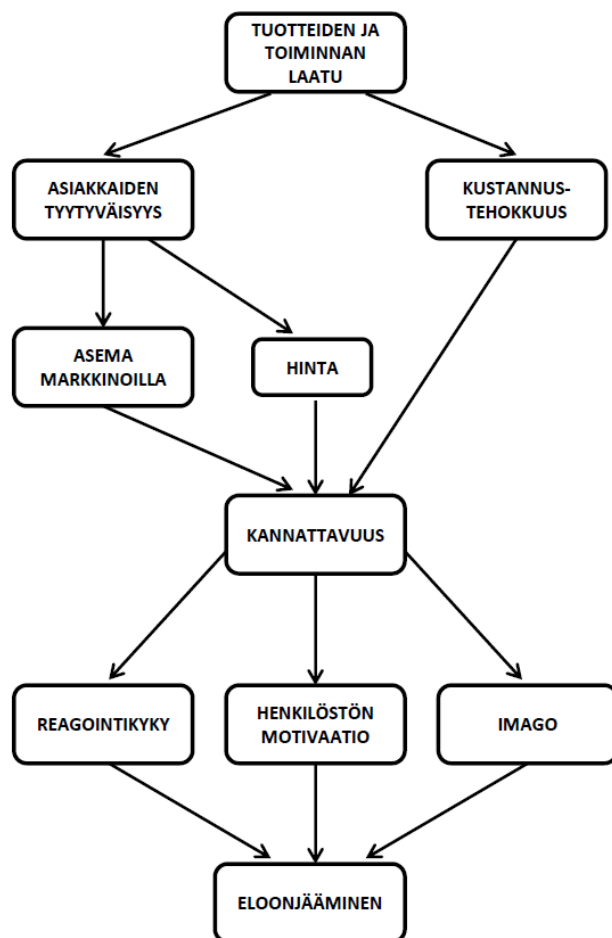 TUOTTEIDEN JA
TOIMINNAN
LAATU
ASIAKKAIDEN
TYYTYVÄISYYS
KUSTANNUS-
TEHOKKUUS
ASEMA
MARKKINOILLA
HINTA
KANNATTAVUUS
REAGOINTIKYKY
HENKILÖSTÖN
MOTIVAATIO
IMAGO
ELOONJÄÄMINEN